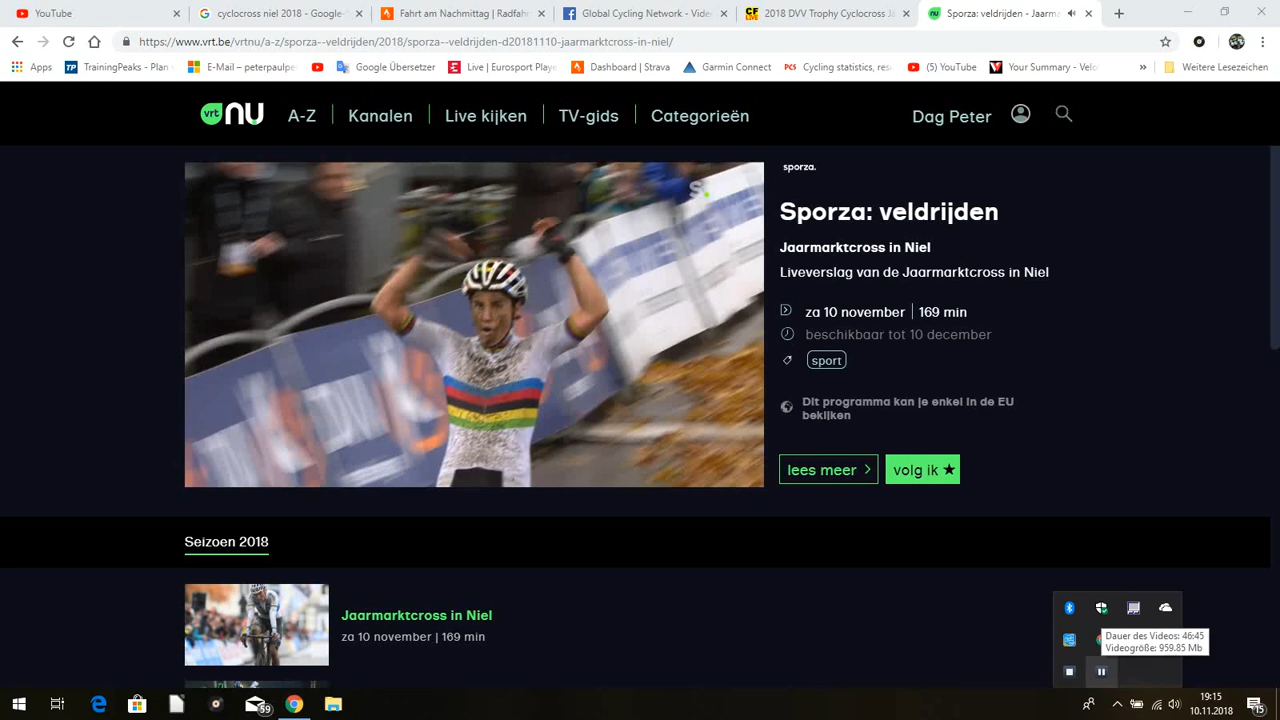 YouTube
cyclocross niel 2018 - Google-S
Fahrt am Nachmittag | Radfahr
Global Cycling Network - Video
2018 DVV Trophy Cyclocross Ja
Sporza: veldrijden - Jaarma
https://www.vrt.be/vrtnu/a-z/sporza--veldrijden/2018/sporza--veldrijden-d20181110-jaarmarktcross-in-niel/
Apps
TrainingPeaks - Plan
E-Mail – peterpaulpe
Google Übersetzer
Live | Eurosport Playe
Dashboard | Strava
Garmin Connect
PCS Cycling statistics, res
(5) YouTube
Your Summary - Velo
»
Weitere Lesezeichen
vrt nu
A-Z
Kanalen
Live kijken
TV-gids
Categorieën
Dag Peter
sporza.
Sporza: veldrijden
Jaarmarktcross in Niel
Liveverslag van de Jaarmarktcross in Niel
za 10 november | 169 min
beschikbaar tot 10 december
sport
Dit programma kan je enkel in de EU
bekijken
lees meer
volg ik ★
Seizoen 2018
Jaarmarktcross in Niel
za 10 november | 169 min
Dauer des Videos: 46:45
Videogröße: 959.85 Mb
59
19:15
10.11.2018
15